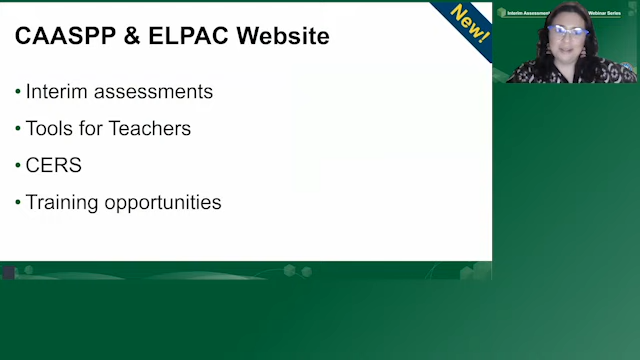 CAASPP & ELPAC Website
New!
• Interim assessments
• Tools for Teachers
• CERS
• Training opportunities
Interim Assessment
Webinar Series